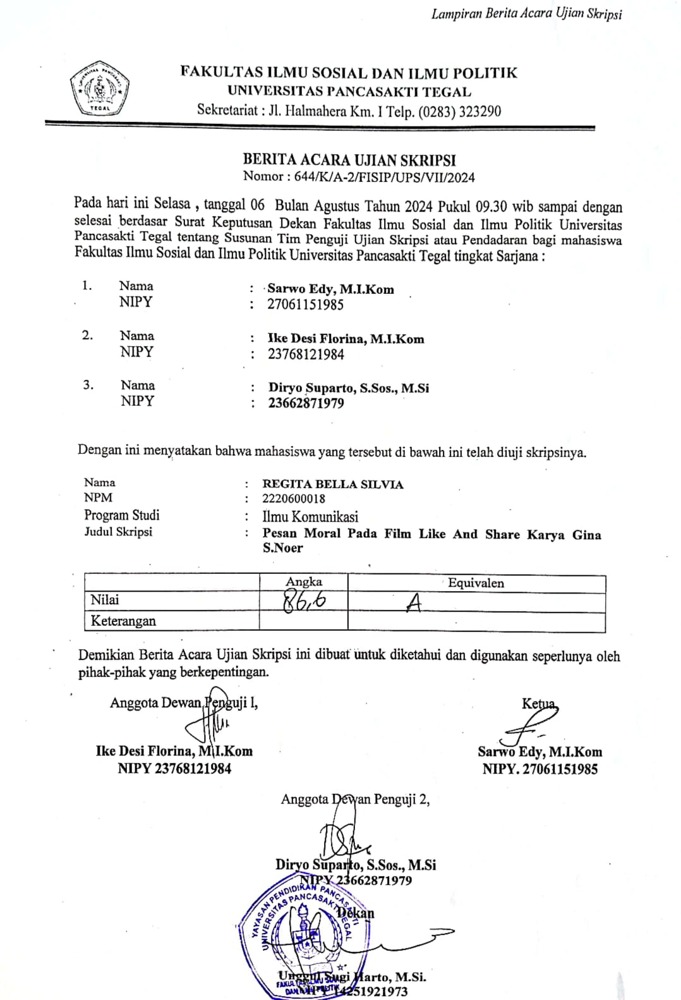 Lampiran Berita Acara Ujian Skripsi
UNIVERSITAS PANCASAKTI
TEGAL
FAKULTAS ILMU SOSIAL DAN ILMU POLITIK
UNIVERSITAS PANCASAKTI TEGAL
Sekretariat : Jl. Halmahera Km. I Telp. (0283) 323290
BERITA ACARA UJIAN SKRIPSI
Nomor : 644/K/A-2/FISIP/UPS/VII/2024
Pada hari ini Selasa , tanggal 06 Bulan Agustus Tahun 2024 Pukul 09.30 wib sampai dengan
selesai berdasar Surat Keputusan Dekan Fakultas Ilmu Sosial dan Ilmu Politik Universitas
Pancasakti Tegal tentang Susunan Tim Penguji Ujian Skripsi atau Pendadaran bagi mahasiswa
Fakultas Ilmu Sosial dan Ilmu Politik Universitas Pancasakti Tegal tingkat Sarjana :
1. Nama : Sarwo Edy, M.I.Kom
NIPY : 27061151985
2. Nama : Ike Desi Florina, M.I.Kom
NIPY : 23768121984
3. Nama : Diryo Suparto, S.Sos., M.Si
NIPY : 23662871979
Dengan ini menyatakan bahwa mahasiswa yang tersebut di bawah ini telah diuji skripsinya.
Nama : REGITA BELLA SILVIA
NPM : 2220600018
Program Studi : Ilmu Komunikasi
Judul Skripsi : Pesan Moral Pada Film Like And Share Karya Gina
S.Noer
Angka Equivalen
Nilai 86,6 A
Keterangan
Demikian Berita Acara Ujian Skripsi ini dibuat untuk diketahui dan digunakan seperlunya oleh
pihak-pihak yang berkepentingan.
Anggota Dewan Penguji I, Ketua,
Ike Desi Florina, M.I.Kom Sarwo Edy, M.I.Kom
NIPY 23768121984 NIPY. 27061151985
Anggota Dewan Penguji 2,
Diryo Suparto, S.Sos., M.Si
NIPY 23662871979
YAYASAN PENDIDIKAN PANCASAKTI
UNIVERSITAS PANCASAKTI TEGAL
Dekan
Unggul Sugi Harto, M.Si.
FAKULTAS ILMU SOSIAL
DAN ILMU POLITIK
NIPY 14251921973